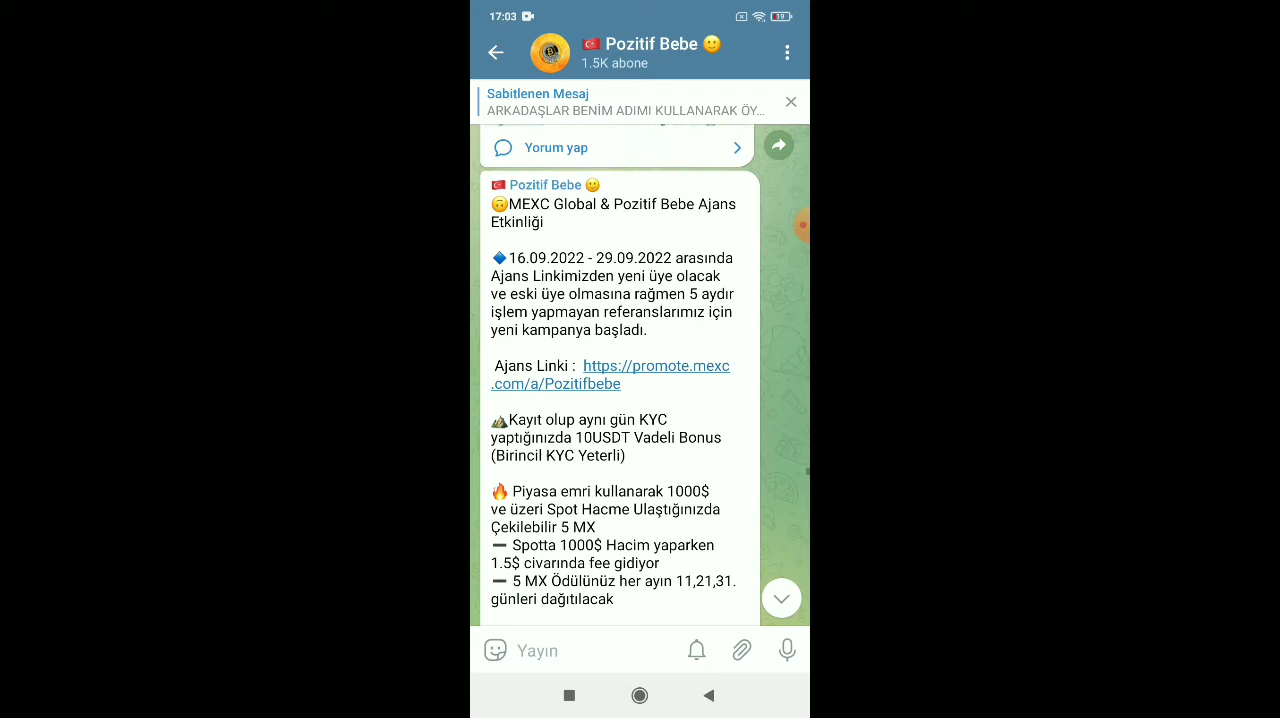 17:03
19
🇹🇷 Pozitif Bebe 🙂
1.5K abone
Sabitlenen Mesaj
ARKADAŞLAR BENİM ADIMI KULLANARAK ÖY...
Yorum yap
🇹🇷 Pozitif Bebe 🙂
🙃MEXC Global & Pozitif Bebe Ajans
Etkinliği
🔷16.09.2022 - 29.09.2022 arasında
Ajans Linkimizden yeni üye olacak
ve eski üye olmasına rağmen 5 aydır
işlem yapmayan referanslarımız için
yeni kampanya başladı.
Ajans Linki : https://promote.mexc
.com/a/Pozitifbebe
⛰Kayıt olup aynı gün KYC
yaptığınızda 10USDT Vadeli Bonus
(Birincil KYC Yeterli)
🔥 Piyasa emri kullanarak 1000$
ve üzeri Spot Hacme Ulaştığınızda
Çekilebilir 5 MX
➖ Spotta 1000$ Hacim yaparken
1.5$ civarında fee gidiyor
➖ 5 MX Ödülünüz her ayın 11,21,31.
günleri dağıtılacak
Yayın